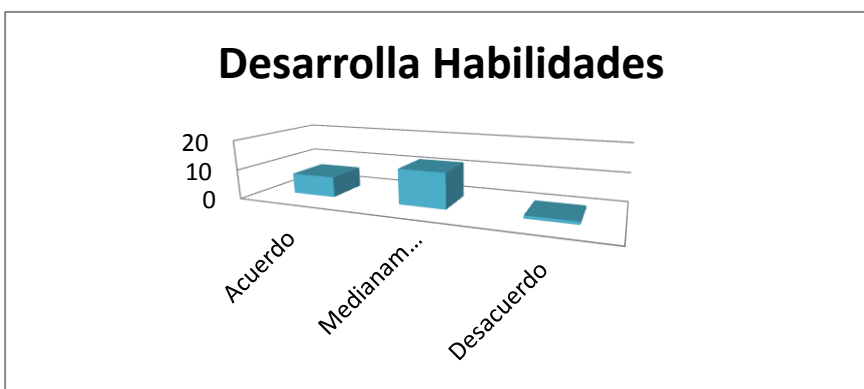 Desarrolla Habilidades
20
10
0
Acuerdo
Medianam...
Desacuerdo